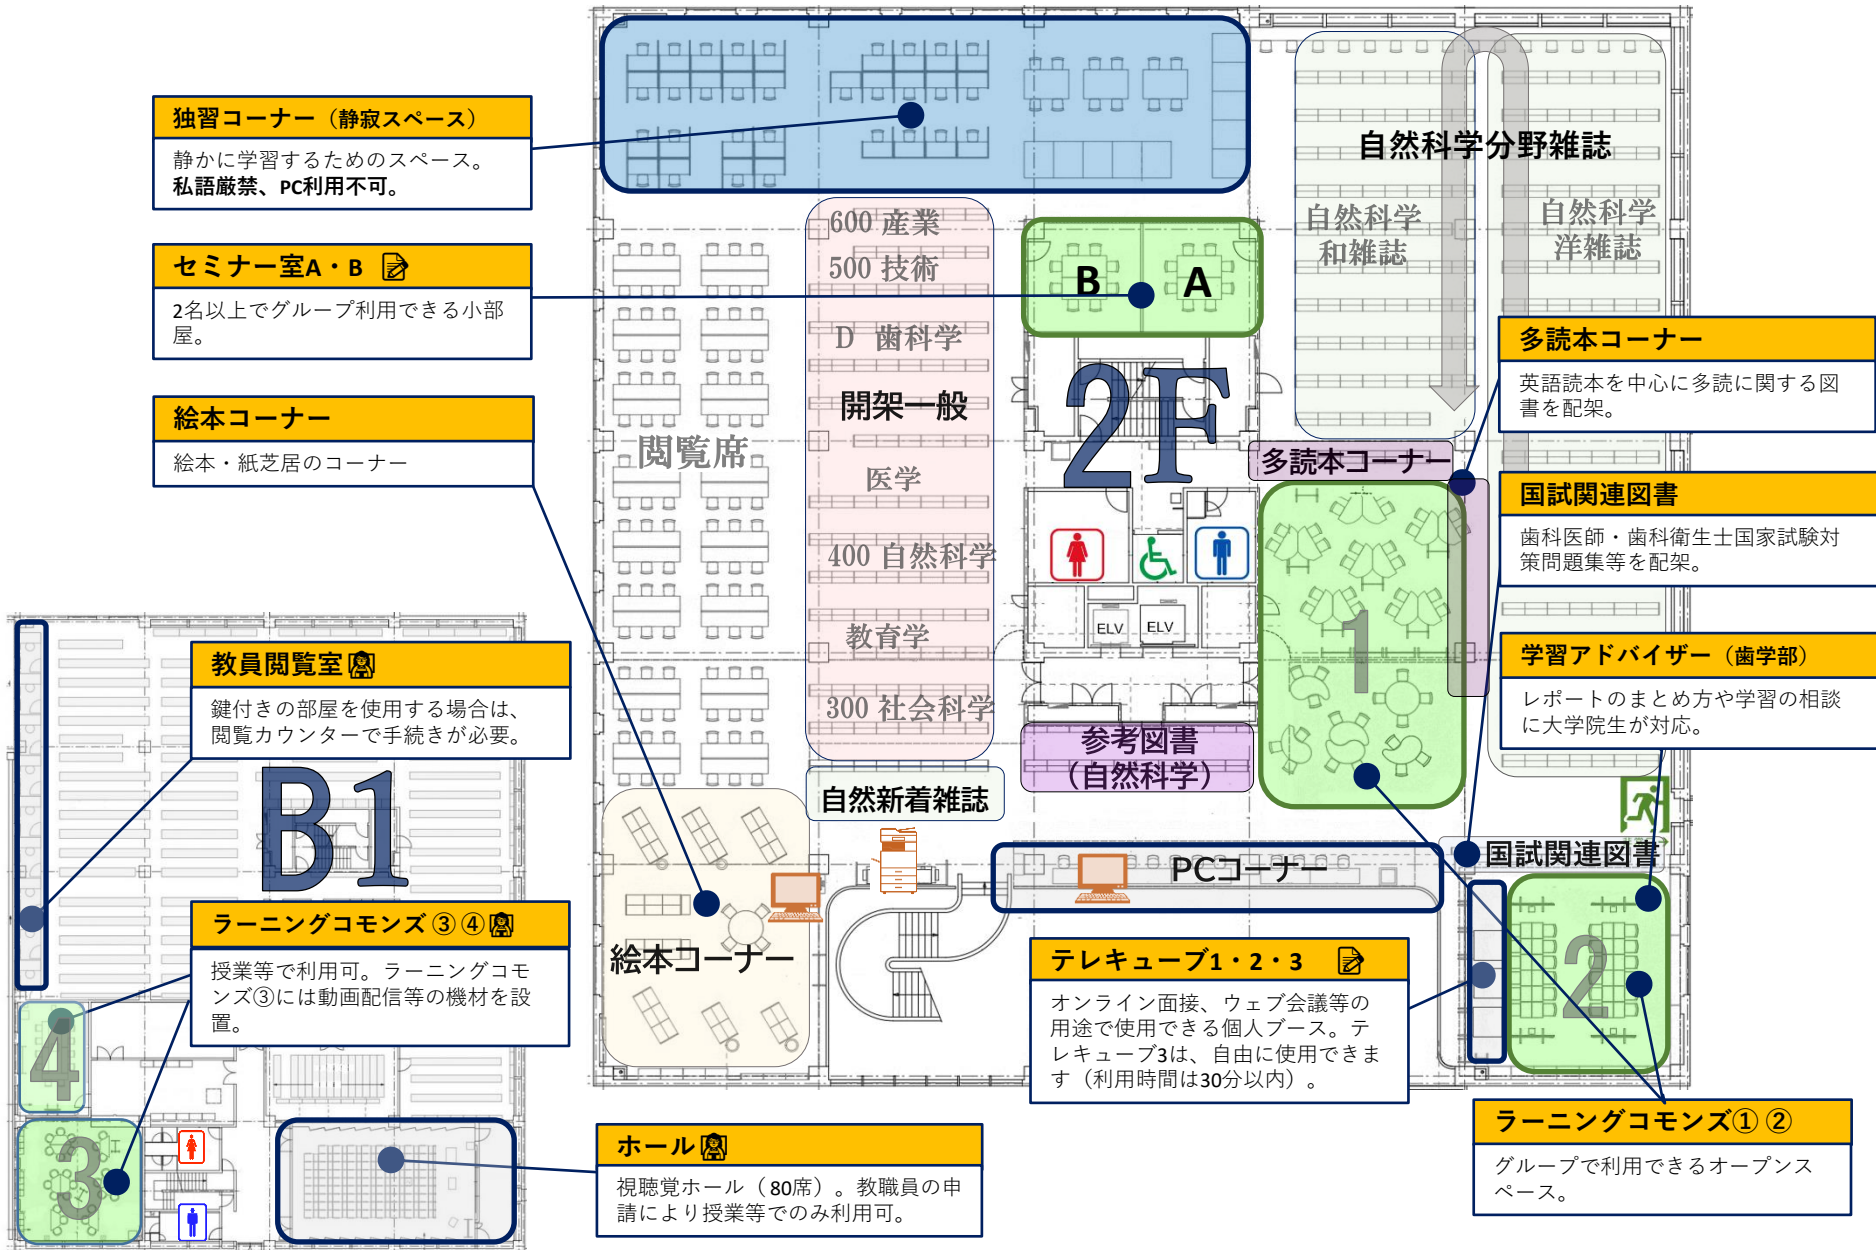 独習コーナー（静寂スペース）
静かに学習するためのスペース。
私語厳禁、PC利用不可。
セミナー室A・B
2名以上でグループ利用できる小部
屋。
絵本コーナー
絵本・紙芝居のコーナー
600 産業
500 技術
D 歯科学
開架一般
医学
400 自然科学
教育学
300 社会科学
閲覧席
B
A
2F
自然科学分野雑誌
自然科学
和雑誌
自然科学
洋雑誌
多読本コーナー
英語読本を中心に多読に関する図
書を配架。
多読本コーナー
国試関連図書
歯科医師・歯科衛生士国家試験対
策問題集等を配架。
ELV
ELV
1
学習アドバイザー（歯学部）
レポートのまとめ方や学習の相談
に大学院生が対応。
参考図書
（自然科学）
自然新着雑誌
PCコーナー
国試関連図書
絵本コーナー
2
テレキューブ1・2・3
オンライン面接、ウェブ会議等の
用途で使用できる個人ブース。テ
レキューブ3は、自由に使用できま
す（利用時間は30分以内）。
ラーニングコモンズ① ②
グループで利用できるオープンス
ペース。
教員閲覧室
鍵付きの部屋を使用する場合は、
閲覧カウンターで手続きが必要。
B1
ラーニングコモンズ ③ ④
授業等で利用可。ラーニングコモ
ンズ③には動画配信等の機材を設
置。
4
3
ホール
視聴覚ホール（80席）。教職員の申
請により授業等でのみ利用可。